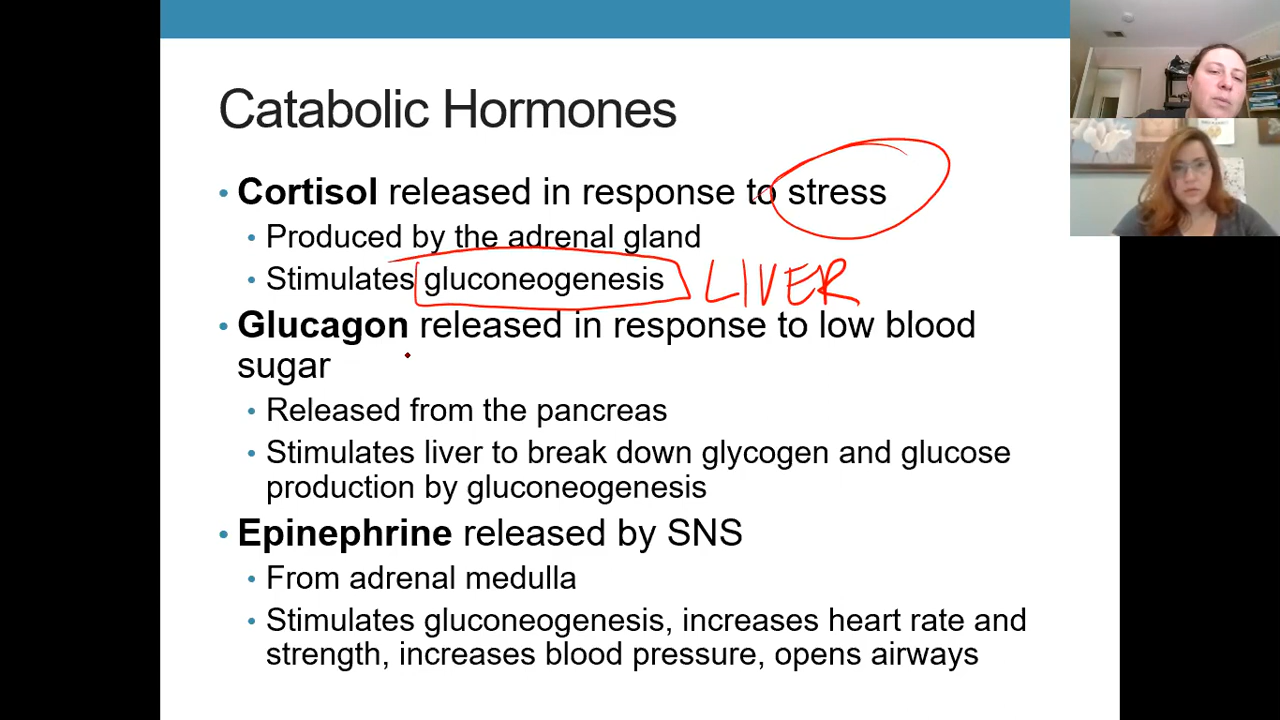 Catabolic Hormones
• Cortisol released in response to stress
• Produced by the adrenal gland
• Stimulates gluconeogenesis LIVER
• Glucagon released in response to low blood
sugar
• Released from the pancreas
• Stimulates liver to break down glycogen and glucose
production by gluconeogenesis
• Epinephrine released by SNS
• From adrenal medulla
• Stimulates gluconeogenesis, increases heart rate and
strength, increases blood pressure, opens airways